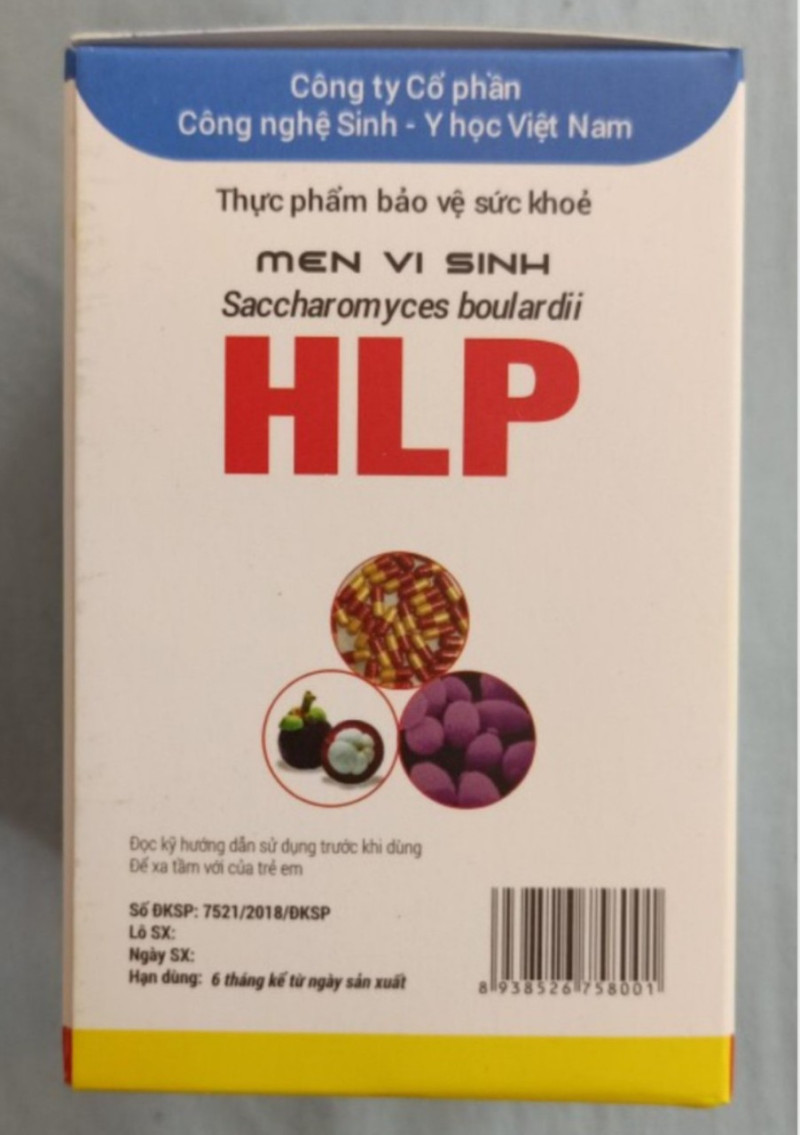 Công ty Cổ phần
Công nghệ Sinh - Y học Việt Nam
Thực phẩm bảo vệ sức khoẻ
MEN VI SINH
Saccharomyces boulardii
HLP
Đọc kỹ hướng dẫn sử dụng trước khi dùng
Để xa tầm với của trẻ em
Số ĐKSP: 7521/2018/ĐKSP
Lô SX:
Ngày SX:
Hạn dùng: 6 tháng kể từ ngày sản xuất
8 938526 758001